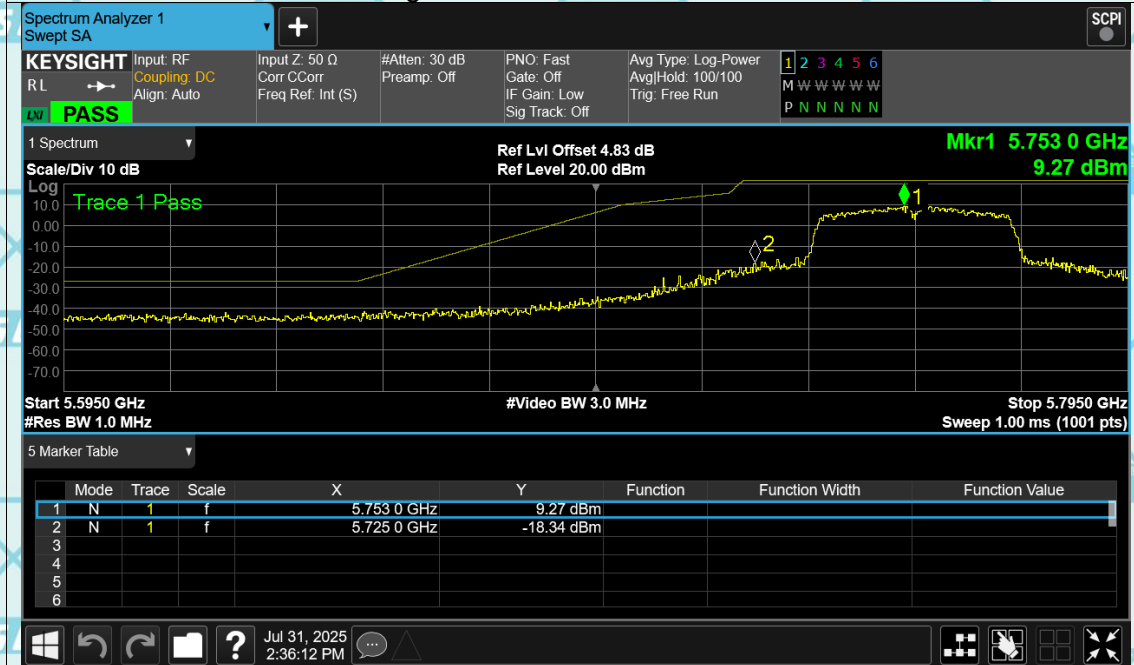 Spectrum Analyzer 1
Swept SA
+
SCPI
KEYSIGHT
RL
LXI PASS
Input: RF
Coupling: DC
Align: Auto
Input Z: 50 Ω
Corr CCorr
Freq Ref: Int (S)
#Atten: 30 dB
Preamp: Off
PNO: Fast
Gate: Off
IF Gain: Low
Sig Track: Off
Avg Type: Log-Power
Avg|Hold: 100/100
Trig: Free Run
1 2 3 4 5 6
M W W W W W
P N N N N N
1 Spectrum
Scale/Div 10 dB
Ref Lvl Offset 4.83 dB
Ref Level 20.00 dBm
Mkr1 5.753 0 GHz
9.27 dBm
Log
Trace 1 Pass
10.0
0.00
-10.0
-20.0
-30.0
-40.0
-50.0
-60.0
-70.0
1
2
Start 5.5950 GHz
#Res BW 1.0 MHz
#Video BW 3.0 MHz
Stop 5.7950 GHz
Sweep 1.00 ms (1001 pts)
5 Marker Table
Mode Trace Scale X Y Function Function Width Function Value
1 N 1 f 5.753 0 GHz 9.27 dBm
2 N 1 f 5.725 0 GHz -18.34 dBm
3
4
5
6
?
Jul 31, 2025
2:36:12 PM